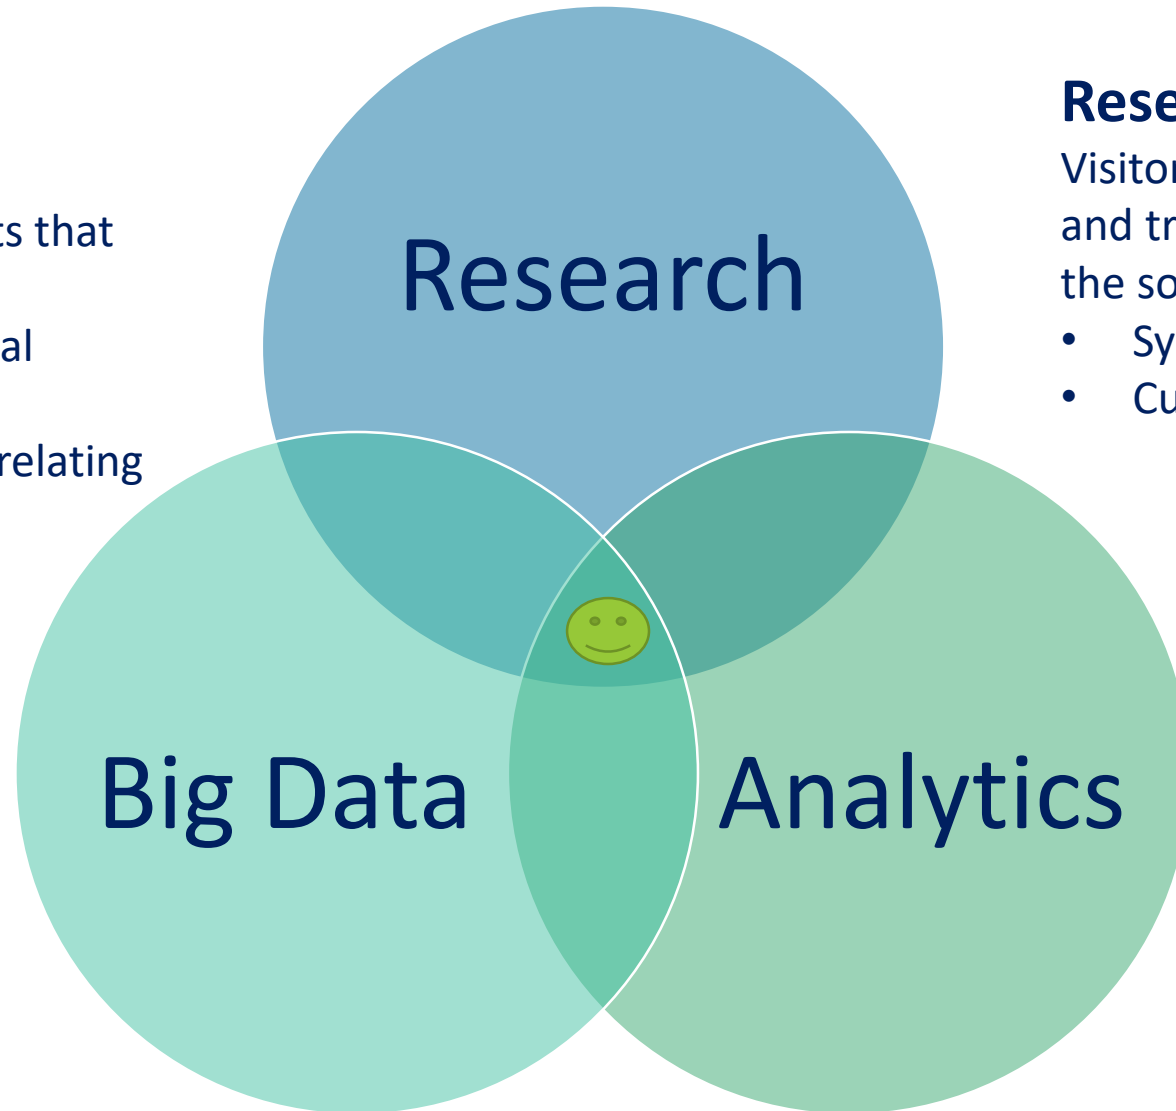 ts that
al
relating
Research
Big Data
Analytics
Rese
Visitor
and tr
the so
• Sy
• Cu